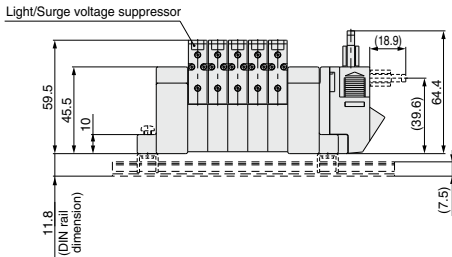 Light/Surge voltage suppressor
(18.9)
59.5
45.5
10
(39.6)
64.4
11.8
(DIN rail
dimension)
(7.5)